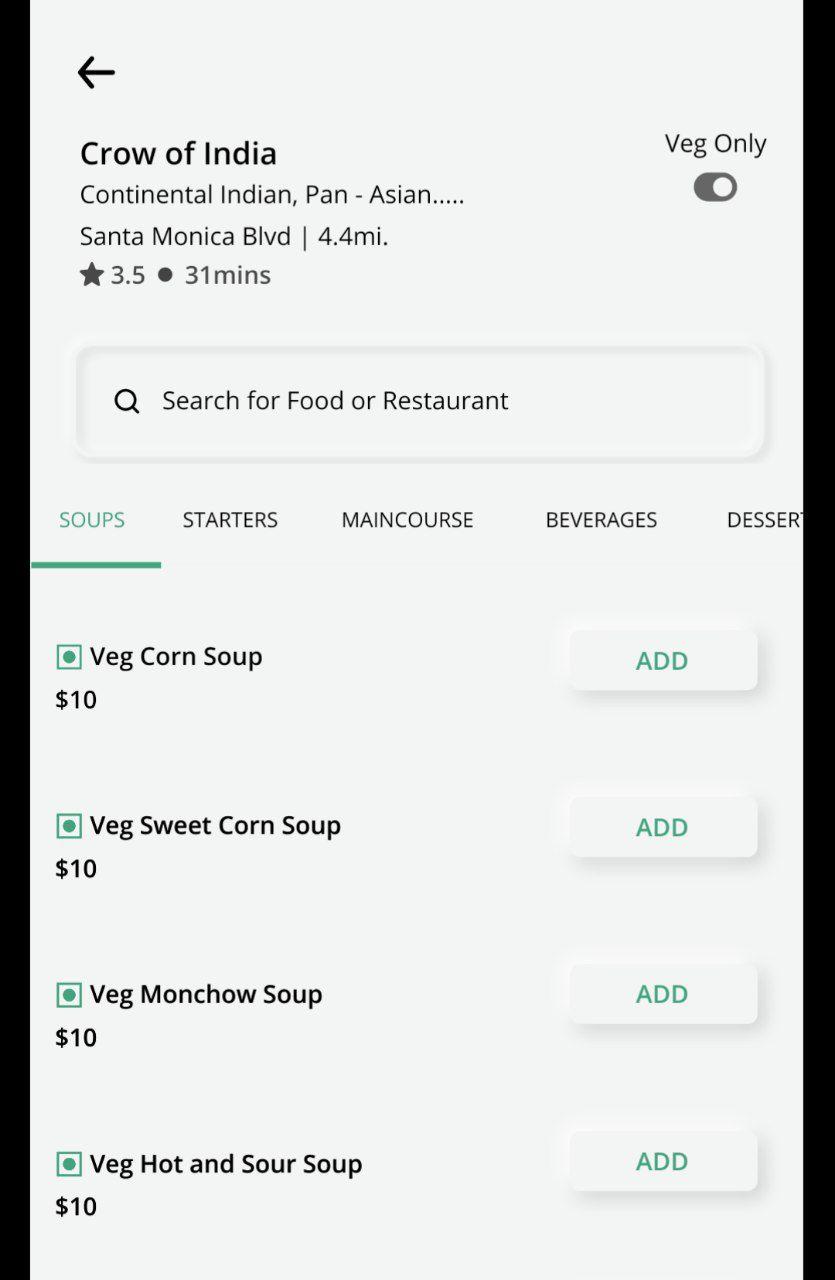 Crow of India
Veg Only
Continental Indian, Pan - Asian.....
Santa Monica Blvd | 4.4mi.
3.5 ● 31mins
Search for Food or Restaurant
SOUPS STARTERS MAINCOURSE BEVERAGES DESSERT
Veg Corn Soup
ADD
$10
Veg Sweet Corn Soup
ADD
$10
Veg Monchow Soup
ADD
$10
Veg Hot and Sour Soup
ADD
$10